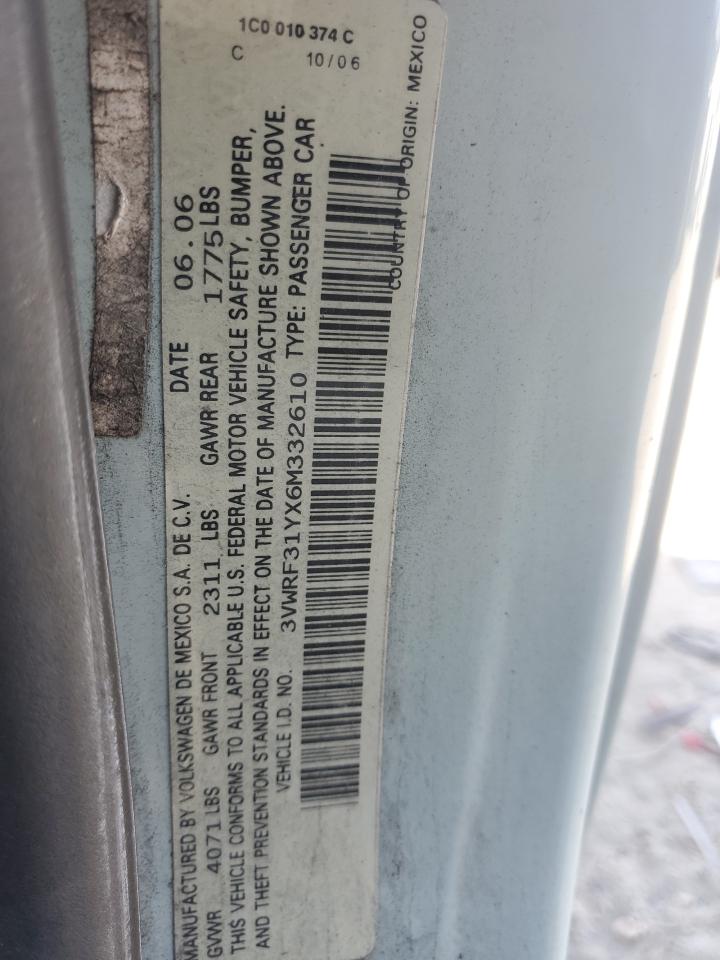 1C0 010 374 C
C 10/06
MANUFACTURED BY VOLKSWAGEN DE MEXICO S.A. DE C.V. DATE 06.06
GVWR 4071 LBS GAWR FRONT 2311 LBS GAWR REAR 1775 LBS
THIS VEHICLE CONFORMS TO ALL APPLICABLE U.S. FEDERAL MOTOR VEHICLE SAFETY, BUMPER,
AND THEFT PREVENTION STANDARDS IN EFFECT ON THE DATE OF MANUFACTURE SHOWN ABOVE.
VEHICLE I.D. NO. 3VWRF31YX6M332610 TYPE: PASSENGER CAR
COUNTRY OF ORIGIN: MEXICO